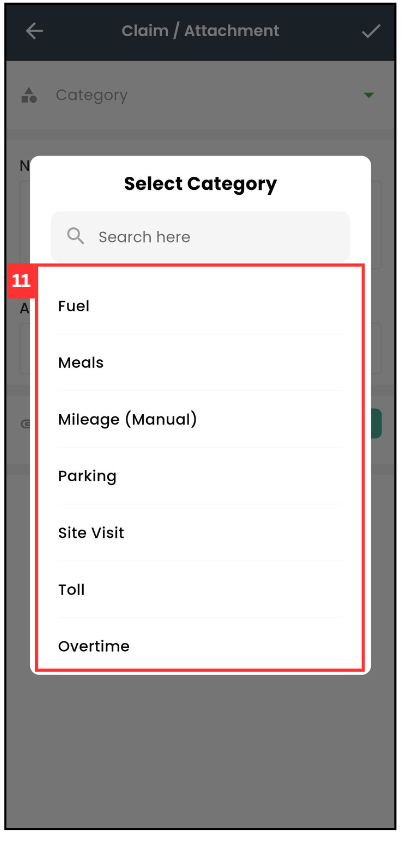 Claim / Attachment
Category
Select Category
Search here
11
Fuel
Meals
Mileage (Manual)
Parking
Site Visit
Toll
Overtime